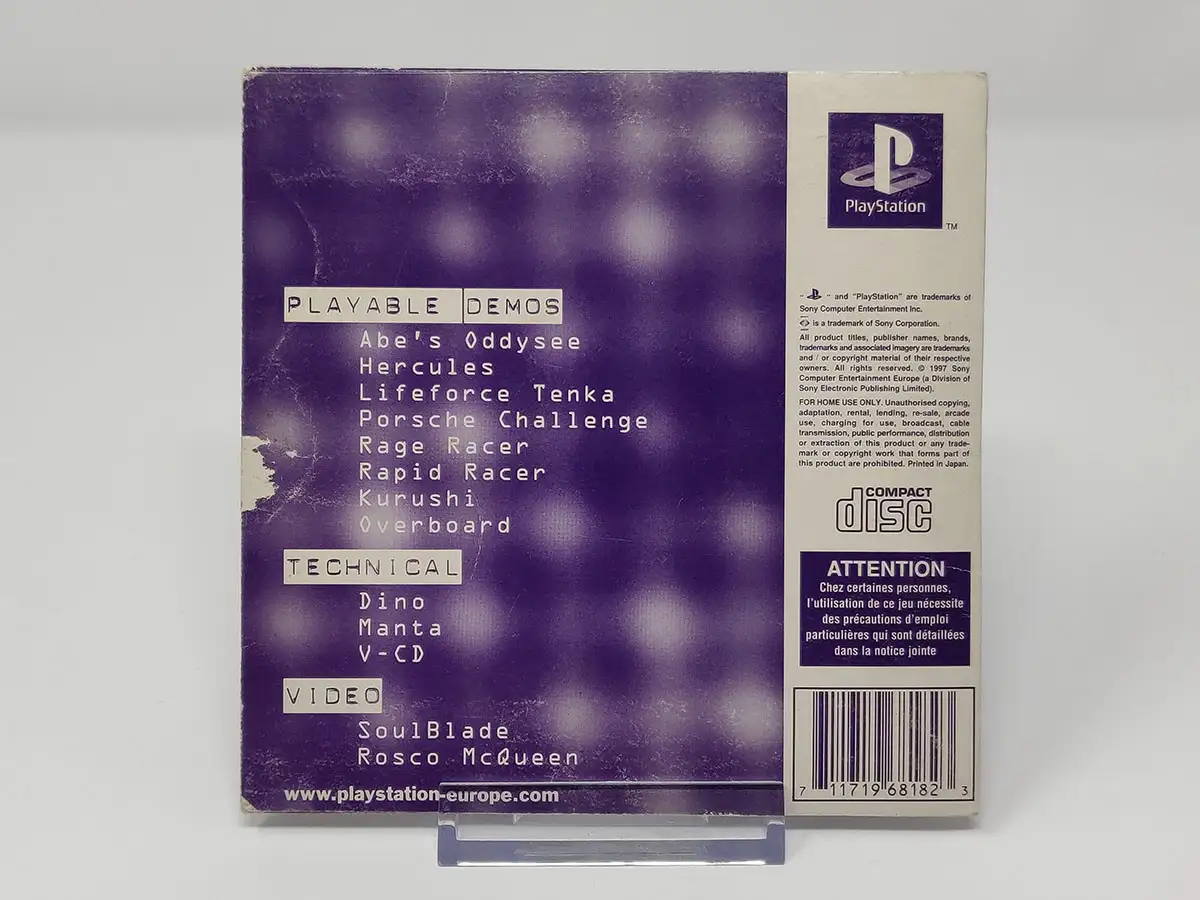 PLAYABLE DEMOS
Abe's Oddysee
Hercules
Lifeforce Tenka
Porsche Challenge
Rage Racer
Rapid Racer
Kurushi
Overboard
TECHNICAL
Dino
Manta
V-CD
VIDEO
SoulBlade
Rosco McQueen
www.playstation-europe.com
PlayStation
TM
" " and "PlayStation" are trademarks of
Sony Computer Entertainment Inc.
is a trademark of Sony Corporation.
All product titles, publisher names, brands,
trademarks and associated imagery are trademarks
and / or copyright material of their respective
owners. All rights reserved. © 1997 Sony
Computer Entertainment Europe (a Division of
Sony Electronic Publishing Limited).
FOR HOME USE ONLY. Unauthorised copying,
adaptation, rental, lending, re-sale, arcade
use, charging for use, broadcast, cable
transmission, public performance, distribution
or extraction of this product or any trade-
mark or copyright work that forms part of
this product are prohibited. Printed in Japan.
COMPACT
disc
ATTENTION
Chez certaines personnes,
l'utilisation de ce jeu nécessite
des précautions d'emploi
particulières qui sont détaillées
dans la notice jointe
7 11719 68182 3